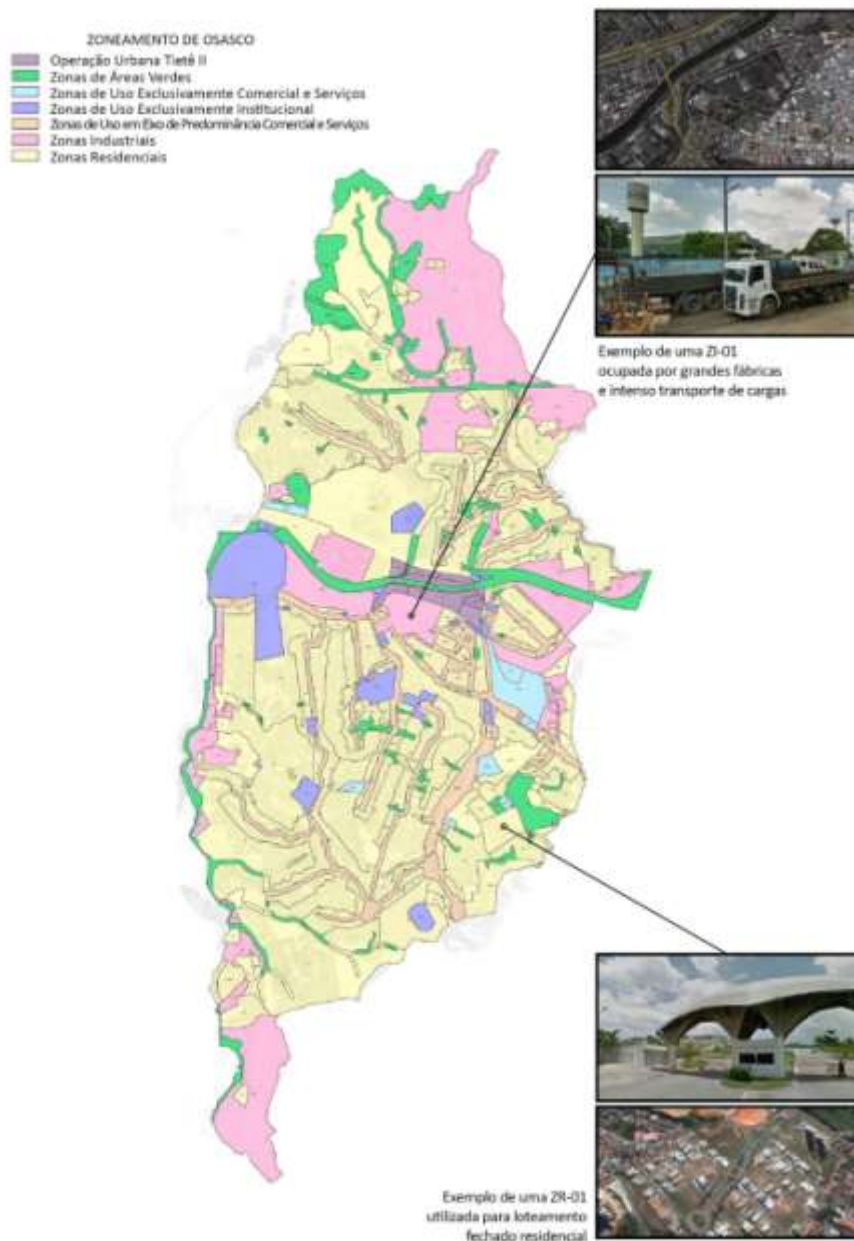 ZONEAMENTO DE OSASCO
Operação Urbana Tietê II
Zonas de Áreas Verdes
Zonas de Uso Exclusivamente Comercial e Serviços
Zonas de Uso Exclusivamente Institucional
Zonas de Uso em Eixo de Predominância Comercial e Serviços
Zonas Industriais
Zonas Residenciais
Exemplo de uma ZI-01
ocupada por grandes fábricas
e intenso transporte de cargas
Exemplo de uma ZR-01
utilizada para loteamento
fechado residencial